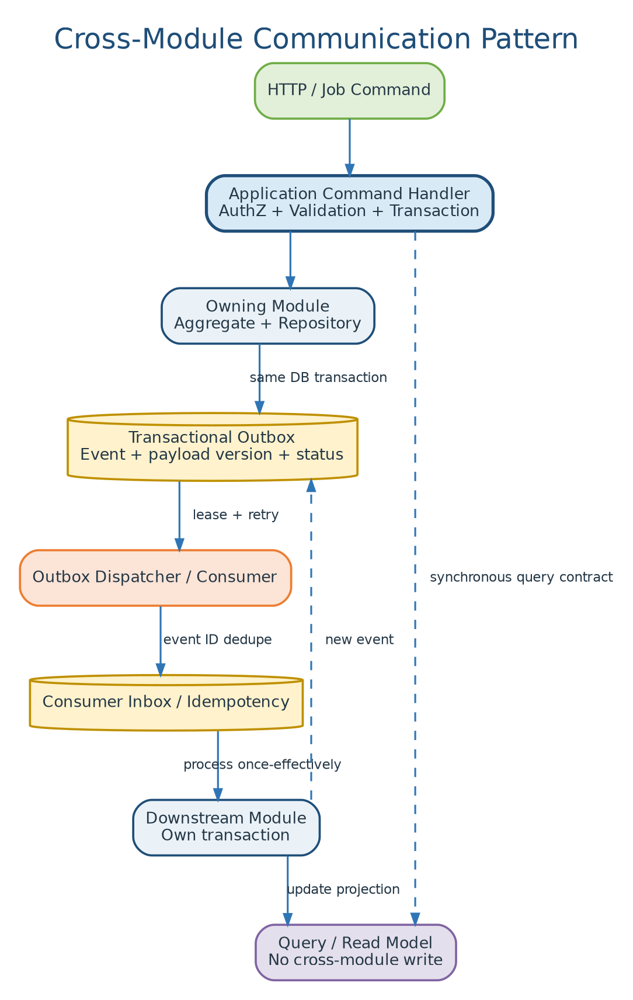 Cross-Module Communication Pattern
HTTP / Job Command
Application Command Handler
AuthZ + Validation + Transaction
Owning Module
Aggregate + Repository
same DB transaction
Transactional Outbox
Event + payload version + status
lease + retry
Outbox Dispatcher / Consumer
synchronous query contract
event ID dedupe
new event
Consumer Inbox / Idempotency
process once-effectively
Downstream Module
Own transaction
update projection
Query / Read Model
No cross-module write